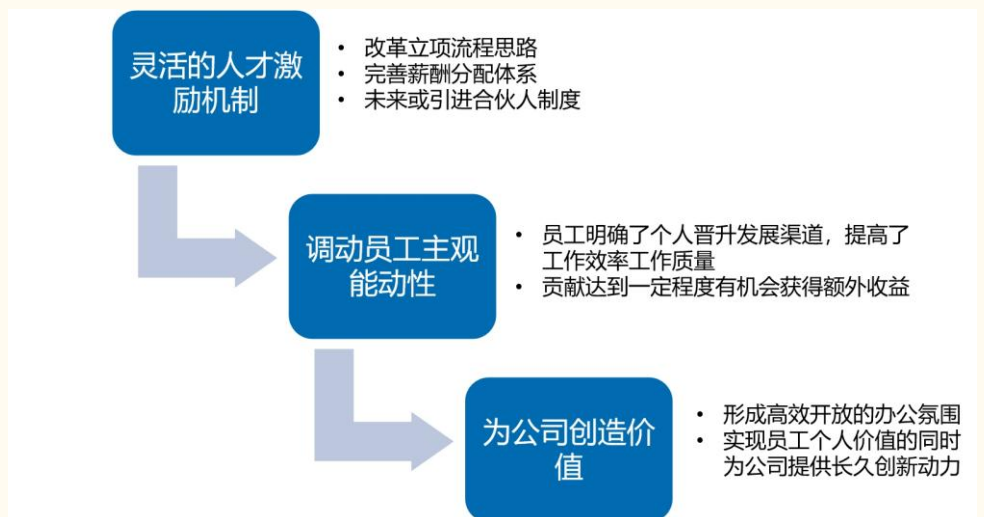 灵活的人才激
励机制
• 改革立项流程思路
• 完善薪酬分配体系
• 未来或引进合伙人制度
调动员工主观
能动性
• 员工明确了个人晋升发展渠道，提高了
工作效率工作质量
• 贡献达到一定程度有机会获得额外收益
为公司创造价
值
• 形成高效开放的办公氛围
• 实现员工个人价值的同时
为公司提供长久创新动力